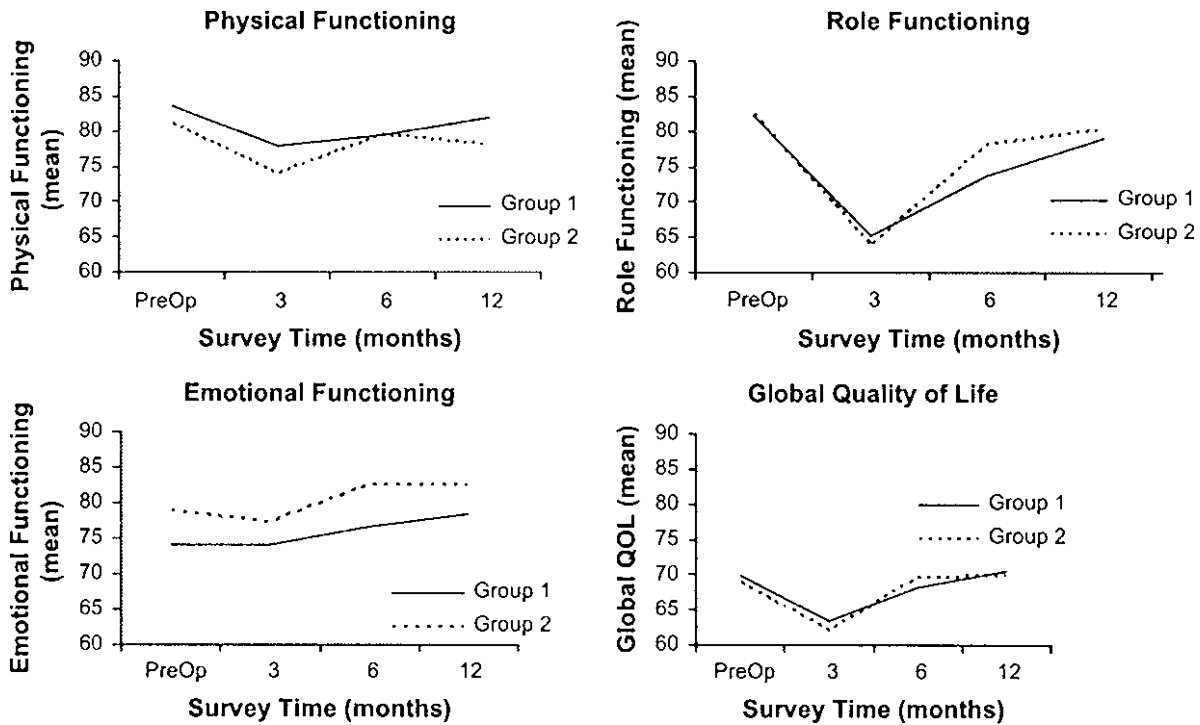 Physical Functioning
Physical Functioning
(mean)
90
85
80
75
70
65
60
Group 1
Group 2
PreOp
3
6
12
Survey Time (months)
Role Functioning
Role Functioning (mean)
90
85
80
75
70
65
60
Group 1
Group 2
PreOp
3
6
12
Survey Time (months)
Emotional Functioning
Emotional Functioning
(mean)
90
85
80
75
70
65
60
Group 1
Group 2
PreOp
3
6
12
Survey Time (months)
Global Quality of Life
Global QOL (mean)
90
85
80
75
70
65
60
Group 1
Group 2
PreOp
3
6
12
Survey Time (months)